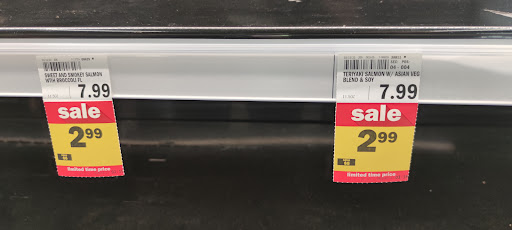 SWEET AND SMOKEY SALMON
WITH BROCCOLI FL
7.99
sale
2.99
limited time price
TERIYAKI SALMON W/ ASIAN VEG
BLEND & SOY
7.99
sale
2.99
limited time price